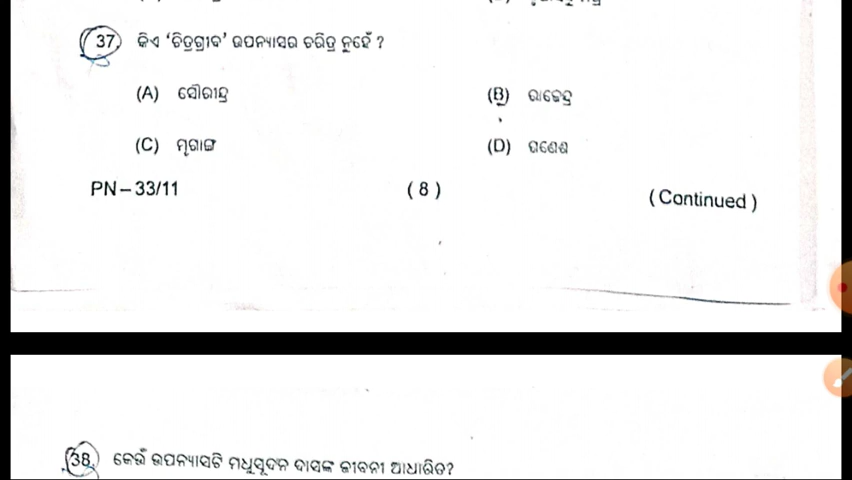 37. କିଏ ‘ଚିତ୍ରଗ୍ରୀବ’ ଉପନ୍ୟାସର ଚରିତ୍ର ନୁହେଁ ?
(A) ସୌରୀନ୍ଦ୍ର
(B) ରାଜେନ୍ଦ୍ର
(C) ମୃଗାଙ୍କ
(D) ଗଣେଶ
PN – 33/11
( 8 )
( Continued )
38. କେଉଁ ଉପନ୍ୟାସଟି ମଧୁସୂଦନ ଦାସଙ୍କ ଜୀବନୀ ଆଧାରିତ?